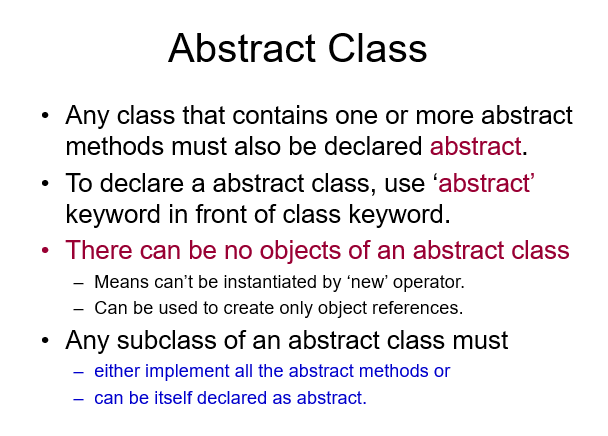 Abstract Class
• Any class that contains one or more abstract
methods must also be declared abstract.
• To declare a abstract class, use ‘abstract’
keyword in front of class keyword.
• There can be no objects of an abstract class
– Means can’t be instantiated by ‘new’ operator.
– Can be used to create only object references.
• Any subclass of an abstract class must
– either implement all the abstract methods or
– can be itself declared as abstract.